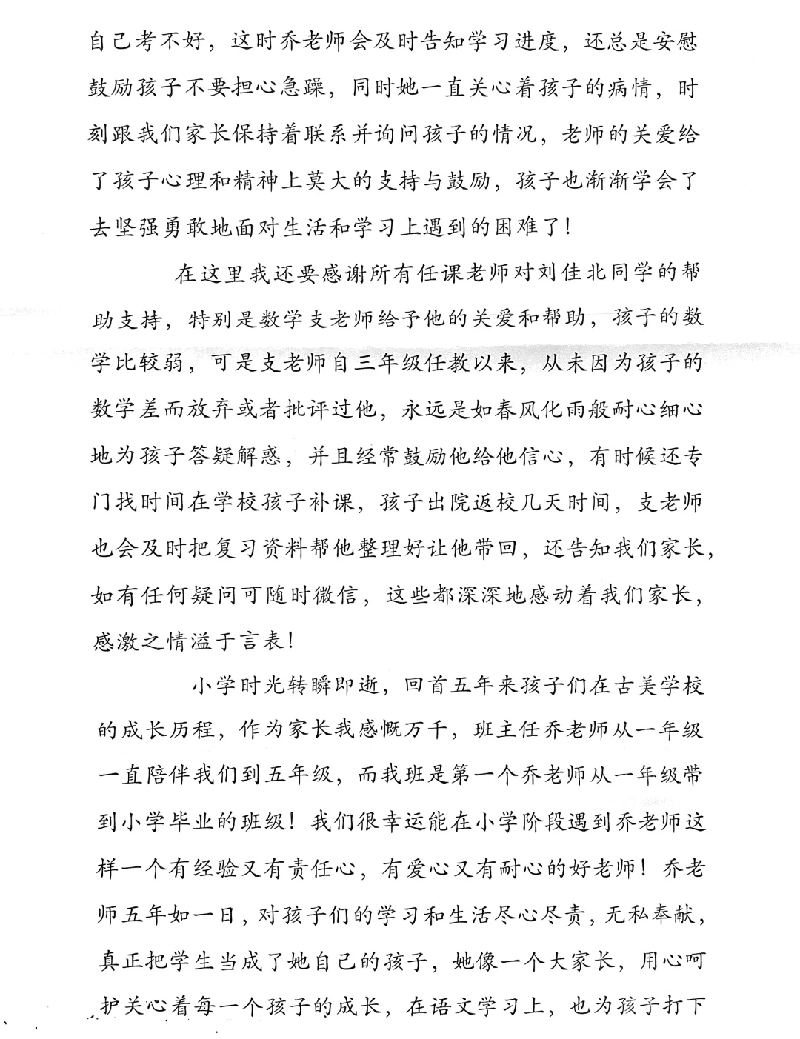 自己考不好，这时乔老师会及时告知学习进度，还总是安慰
鼓励孩子不要担心急躁，同时她一直关心着孩子的病情，时
刻跟我们家长保持着联系并询问孩子的情况，老师的关爱给
了孩子心理和精神上莫大的支持与鼓励，孩子也渐渐学会了
去坚强勇敢地面对生活和学习上遇到的困难了！
在这里我还要感谢所有任课老师对刘佳北同学的帮
助支持，特别是数学支老师给予他的关爱和帮助，孩子的数
学比较弱，可是支老师自三年级任教以来，从未因为孩子的
数学差而放弃或者批评过他，永远是如春风化雨般耐心细心
地为孩子答疑解惑，并且经常鼓励他给他信心，有时候还专
门找时间在学校孩子补课，孩子出院返校几天时间，支老师
也会及时把复习资料帮他整理好让他带回，还告知我们家长，
如有任何疑问可随时微信，这些都深深地感动着我们家长，
感激之情溢于言表！
小学时光转瞬即逝，回首五年来孩子们在古美学校
的成长历程，作为家长我感慨万千，班主任乔老师从一年级
一直陪伴我们到五年级，而我班是第一个乔老师从一年级带
到小学毕业的班级！我们很幸运能在小学阶段遇到乔老师这
样一个有经验又有责任心，有爱心又有耐心的好老师！乔老
师五年如一日，对孩子们的学习和生活尽心尽责，无私奉献，
真正把学生当成了她自己的孩子，她像一个大家长，用心呵
护关心着每一个孩子的成长，在语文学习上，也为孩子打下